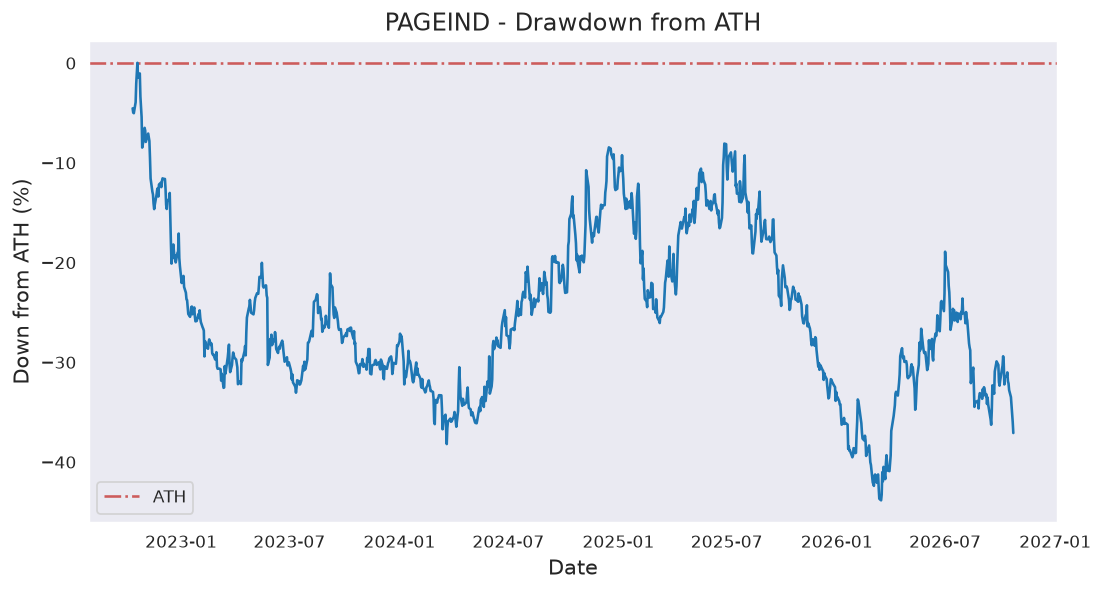 PAGEIND - Drawdown from ATH
Down from ATH (%)
0
−10
−20
−30
−40
ATH
2023-01 2023-07 2024-01 2024-07 2025-01 2025-07 2026-01 2026-07 2027-01
Date